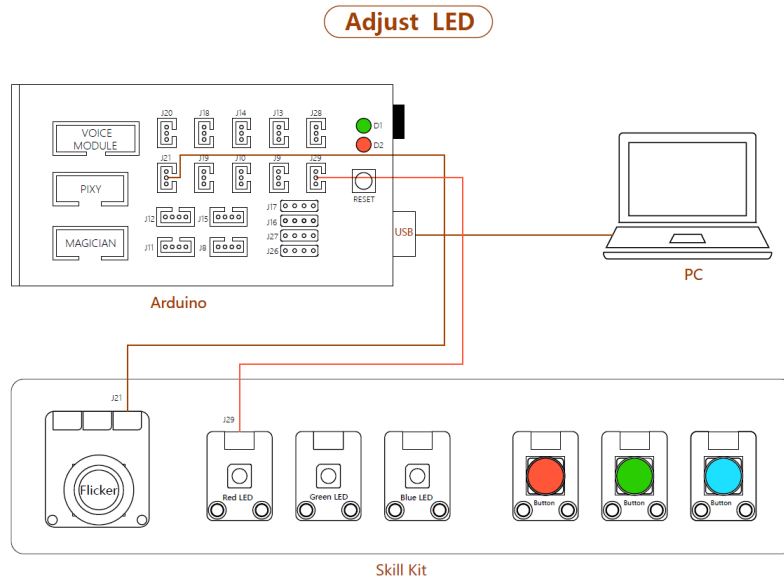 Adjust LED
J20 J18 J14 J13 J28
VOICE
MODULE
D1
D2
J21 J19 J10 J9 J29
PIXY
RESET
J17
J12 J15
J16
MAGICIAN
USB
J27
J11 J8
J26
PC
Arduino
J21
J29
Flicker
Red LED
Green LED
Blue LED
Button
Button
Button
Skill Kit